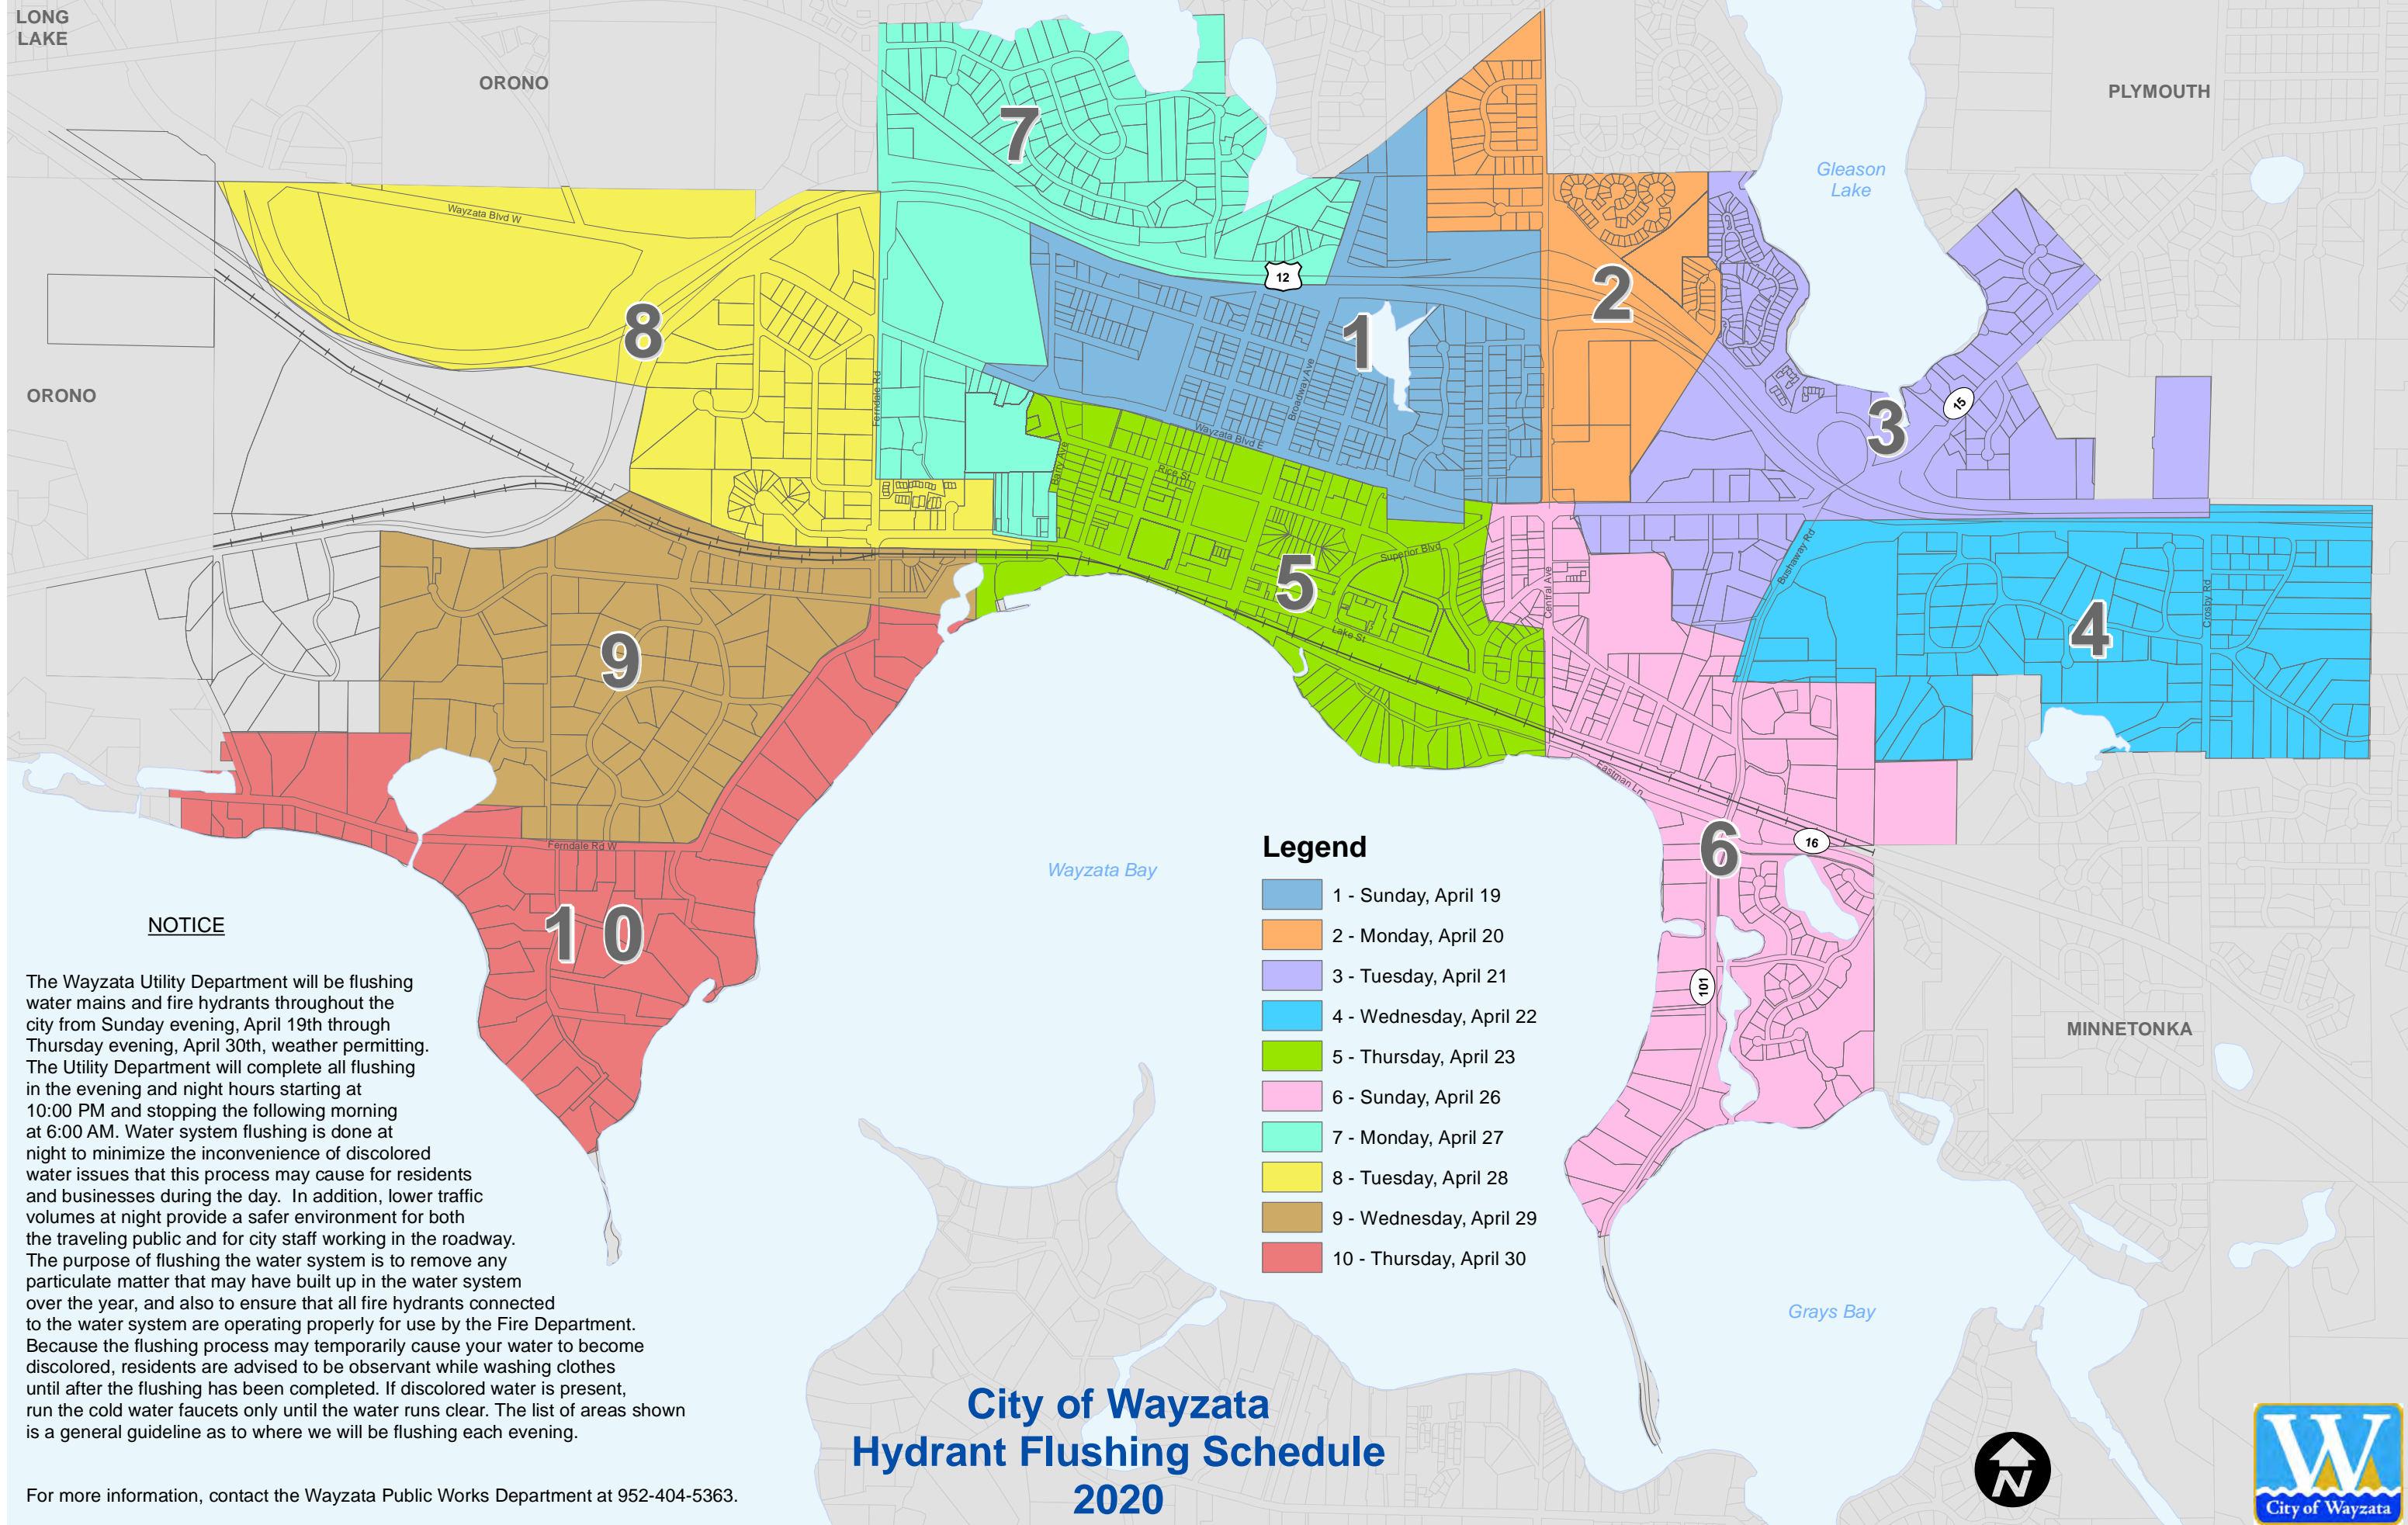 LONG
LAKE
ORONO
PLYMOUTH
Gleason
Lake
7
Wayzata Blvd W
12
2
8
1
ORONO
Ferndale Rd
Broadway Ave
15
3
Wayzata Blvd E
Barry Ave
Rice St
Superior Blvd
5
Bushaway Rd
Central Ave
Crosby Rd
4
Lake St
9
Eastman Ln
6
16
Ferndale Rd W
Wayzata Bay
10
101
MINNETONKA
Grays Bay
Legend
1 - Sunday, April 19
2 - Monday, April 20
3 - Tuesday, April 21
4 - Wednesday, April 22
5 - Thursday, April 23
6 - Sunday, April 26
7 - Monday, April 27
8 - Tuesday, April 28
9 - Wednesday, April 29
10 - Thursday, April 30
NOTICE
The Wayzata Utility Department will be flushing
water mains and fire hydrants throughout the
city from Sunday evening, April 19th through
Thursday evening, April 30th, weather permitting.
The Utility Department will complete all flushing
in the evening and night hours starting at
10:00 PM and stopping the following morning
at 6:00 AM. Water system flushing is done at
night to minimize the inconvenience of discolored
water issues that this process may cause for residents
and businesses during the day. In addition, lower traffic
volumes at night provide a safer environment for both
the traveling public and for city staff working in the roadway.
The purpose of flushing the water system is to remove any
particulate matter that may have built up in the water system
over the year, and also to ensure that all fire hydrants connected
to the water system are operating properly for use by the Fire Department.
Because the flushing process may temporarily cause your water to become
discolored, residents are advised to be observant while washing clothes
until after the flushing has been completed. If discolored water is present,
run the cold water faucets only until the water runs clear. The list of areas shown
is a general guideline as to where we will be flushing each evening.
For more information, contact the Wayzata Public Works Department at 952-404-5363.
City of Wayzata
Hydrant Flushing Schedule
2020
N
W
City of Wayzata